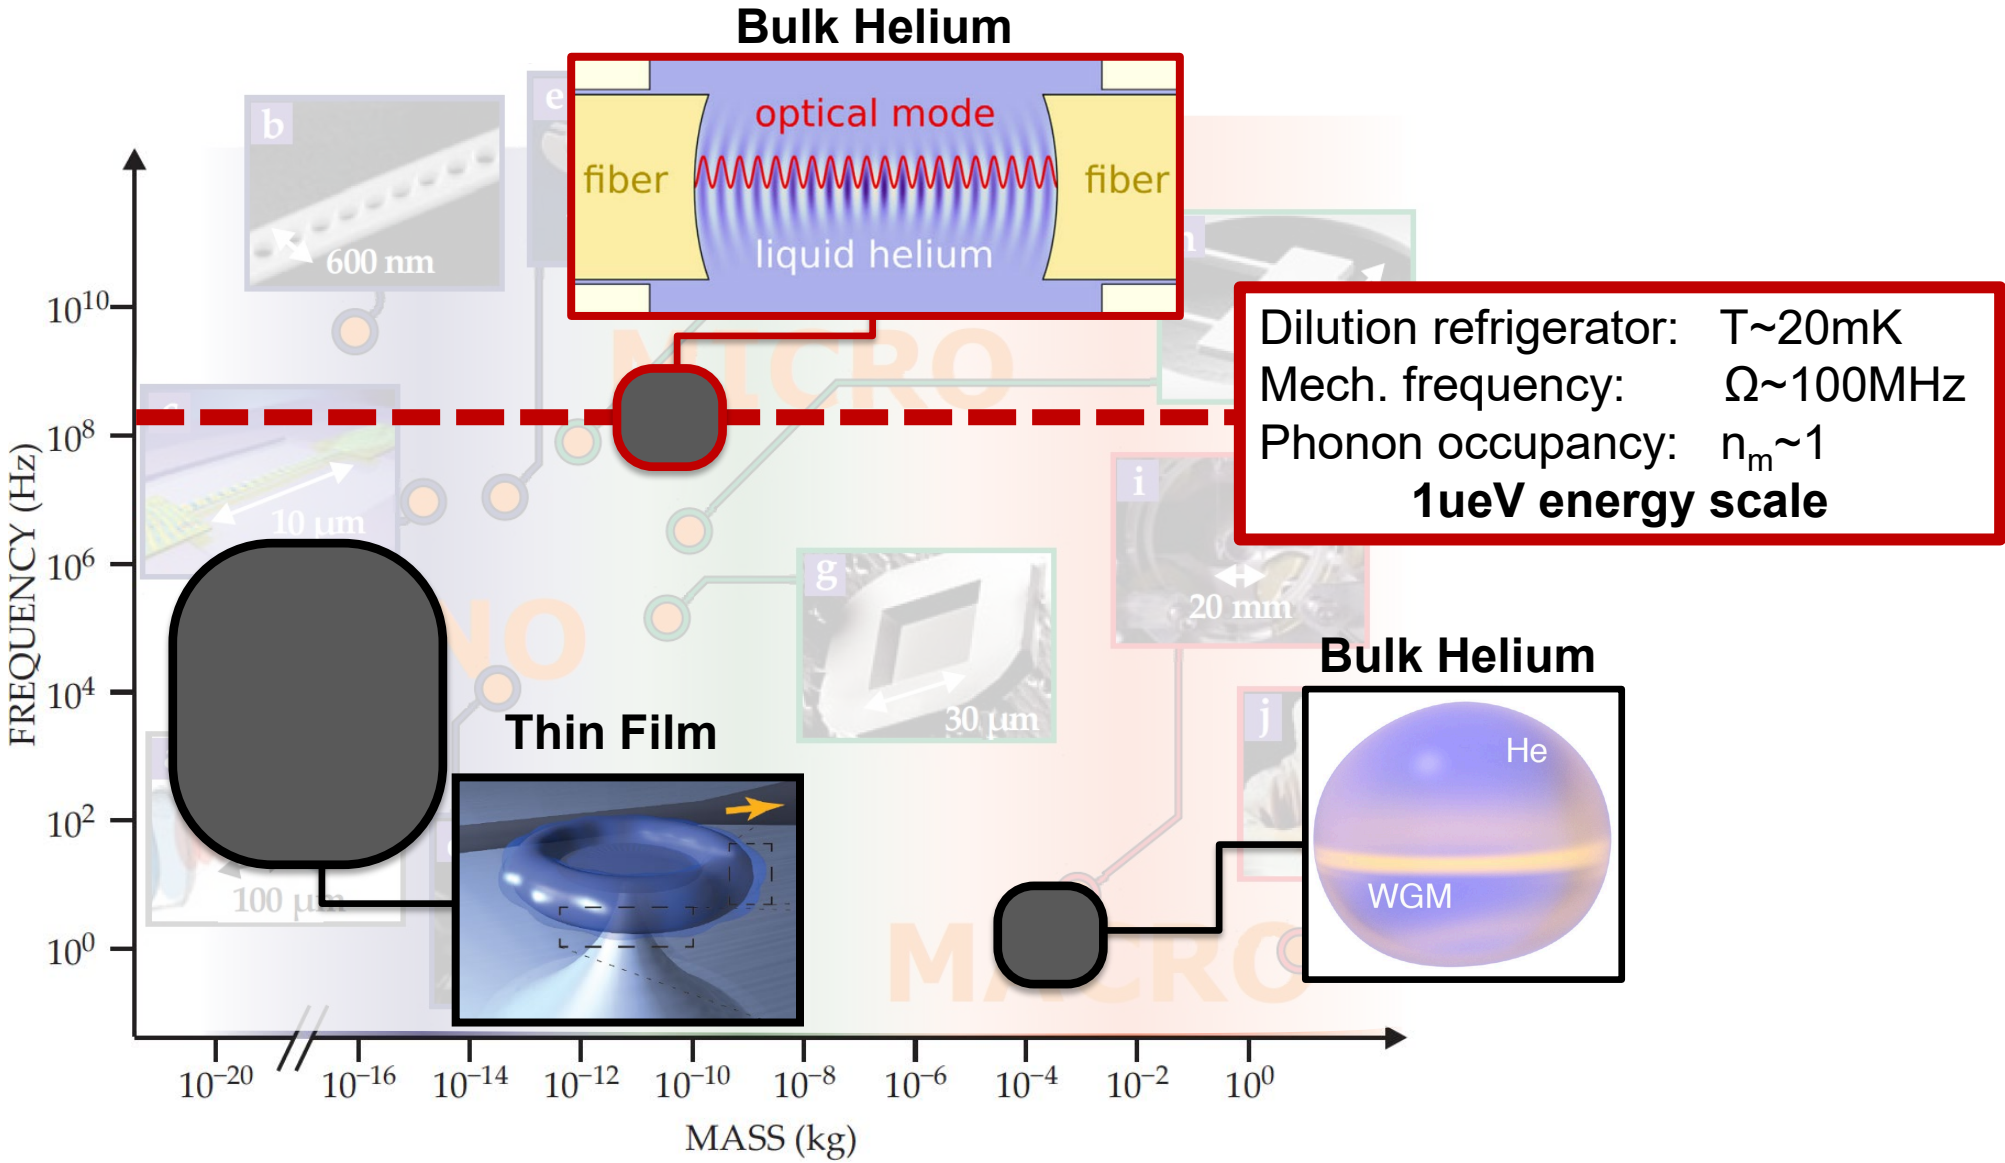 Bulk Helium
optical mode
fiber
fiber
liquid helium
b
e
600 nm
MICRO
Dilution refrigerator: T~20mK
Mech. frequency: Ω~100MHz
Phonon occupancy: nₘ~1
1ueV energy scale
10 μm
i
20 mm
g
30 μm
Bulk Helium
He
WGM
j
Thin Film
100 μm
MACRO
FREQUENCY (Hz)
10¹⁰
10⁸
10⁶
10⁴
10²
10⁰
10⁻²⁰
10⁻¹⁶
10⁻¹⁴
10⁻¹²
10⁻¹⁰
10⁻⁸
10⁻⁶
10⁻⁴
10⁻²
10⁰
MASS (kg)